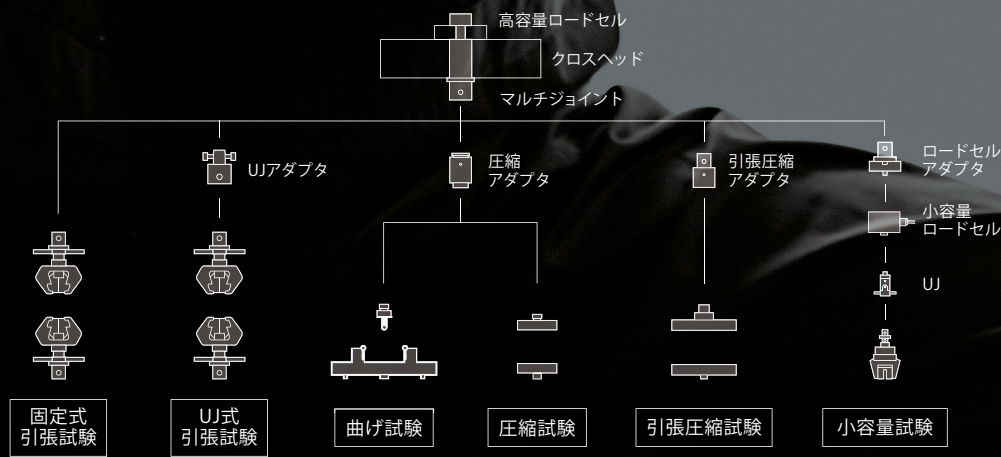 高容量ロードセル
クロスヘッド
マルチジョイント
UJアダプタ
圧縮
アダプタ
引張圧縮
アダプタ
ロードセル
アダプタ
小容量
ロードセル
UJ
固定式
引張試験
UJ式
引張試験
曲げ試験
圧縮試験
引張圧縮試験
小容量試験